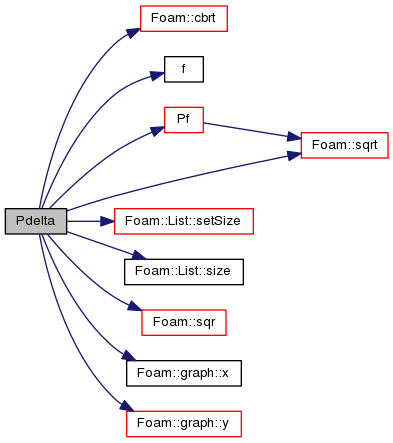 Foam::cbrt
f
Pf
Foam::sqrt
Pdelta
Foam::List::setSize
Foam::List::size
Foam::sqr
Foam::graph::x
Foam::graph::y